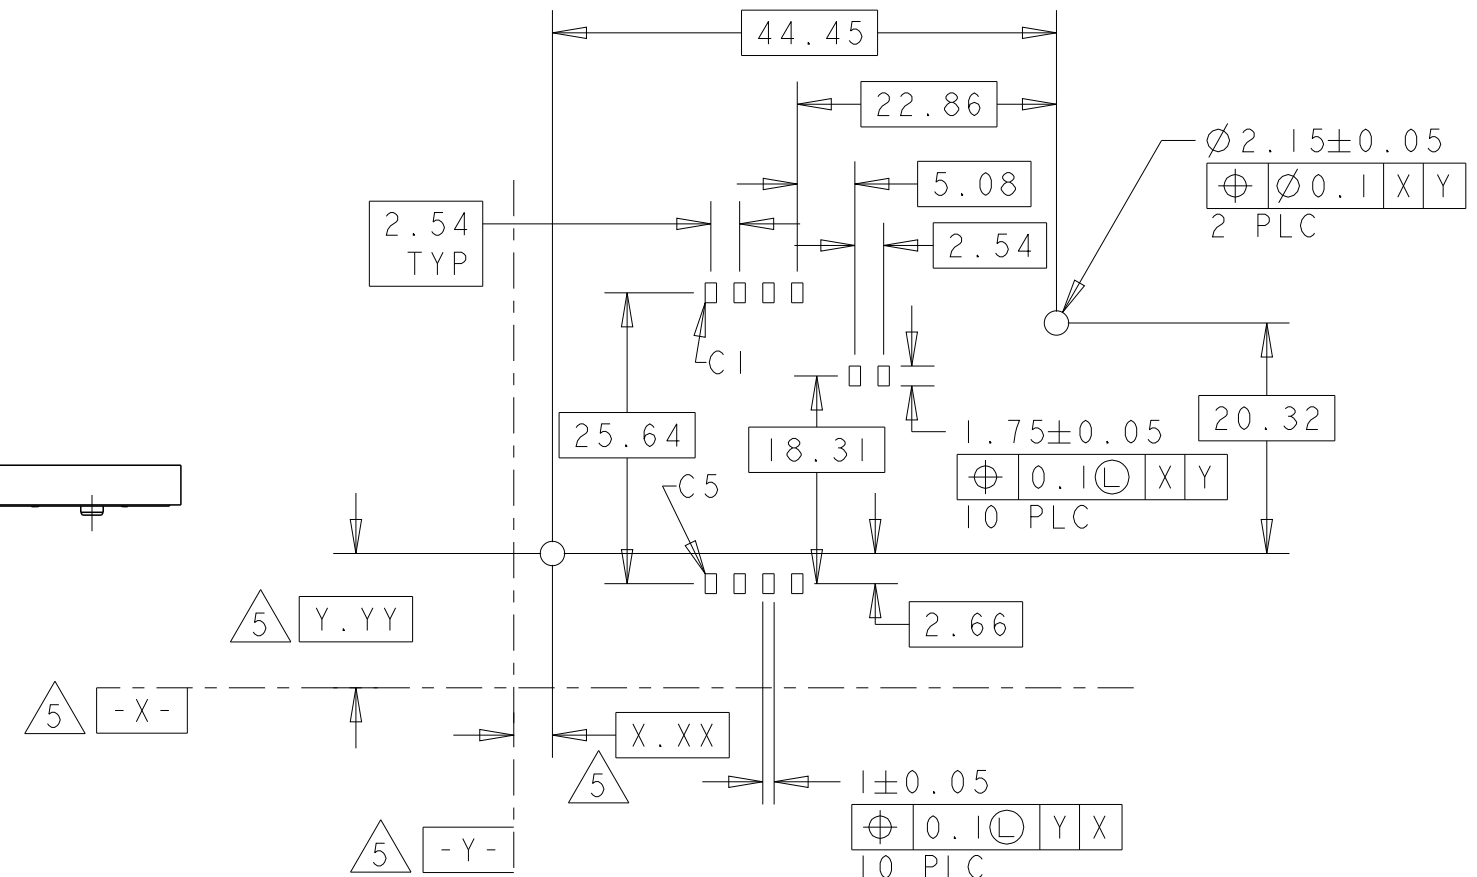 44.45
22.86
⌀2.15±0.05
⌖ ⌀0.1 X Y
2 PLC
5.08
2.54
TYP
2.54
C1
25.64
18.31
20.32
1.75±0.05
⌖ 0.1Ⓛ X Y
10 PLC
C5
5 Y.YY
2.66
5 -X-
X.XX
5
1±0.05
⌖ 0.1Ⓛ Y X
10 PLC
5 -Y-